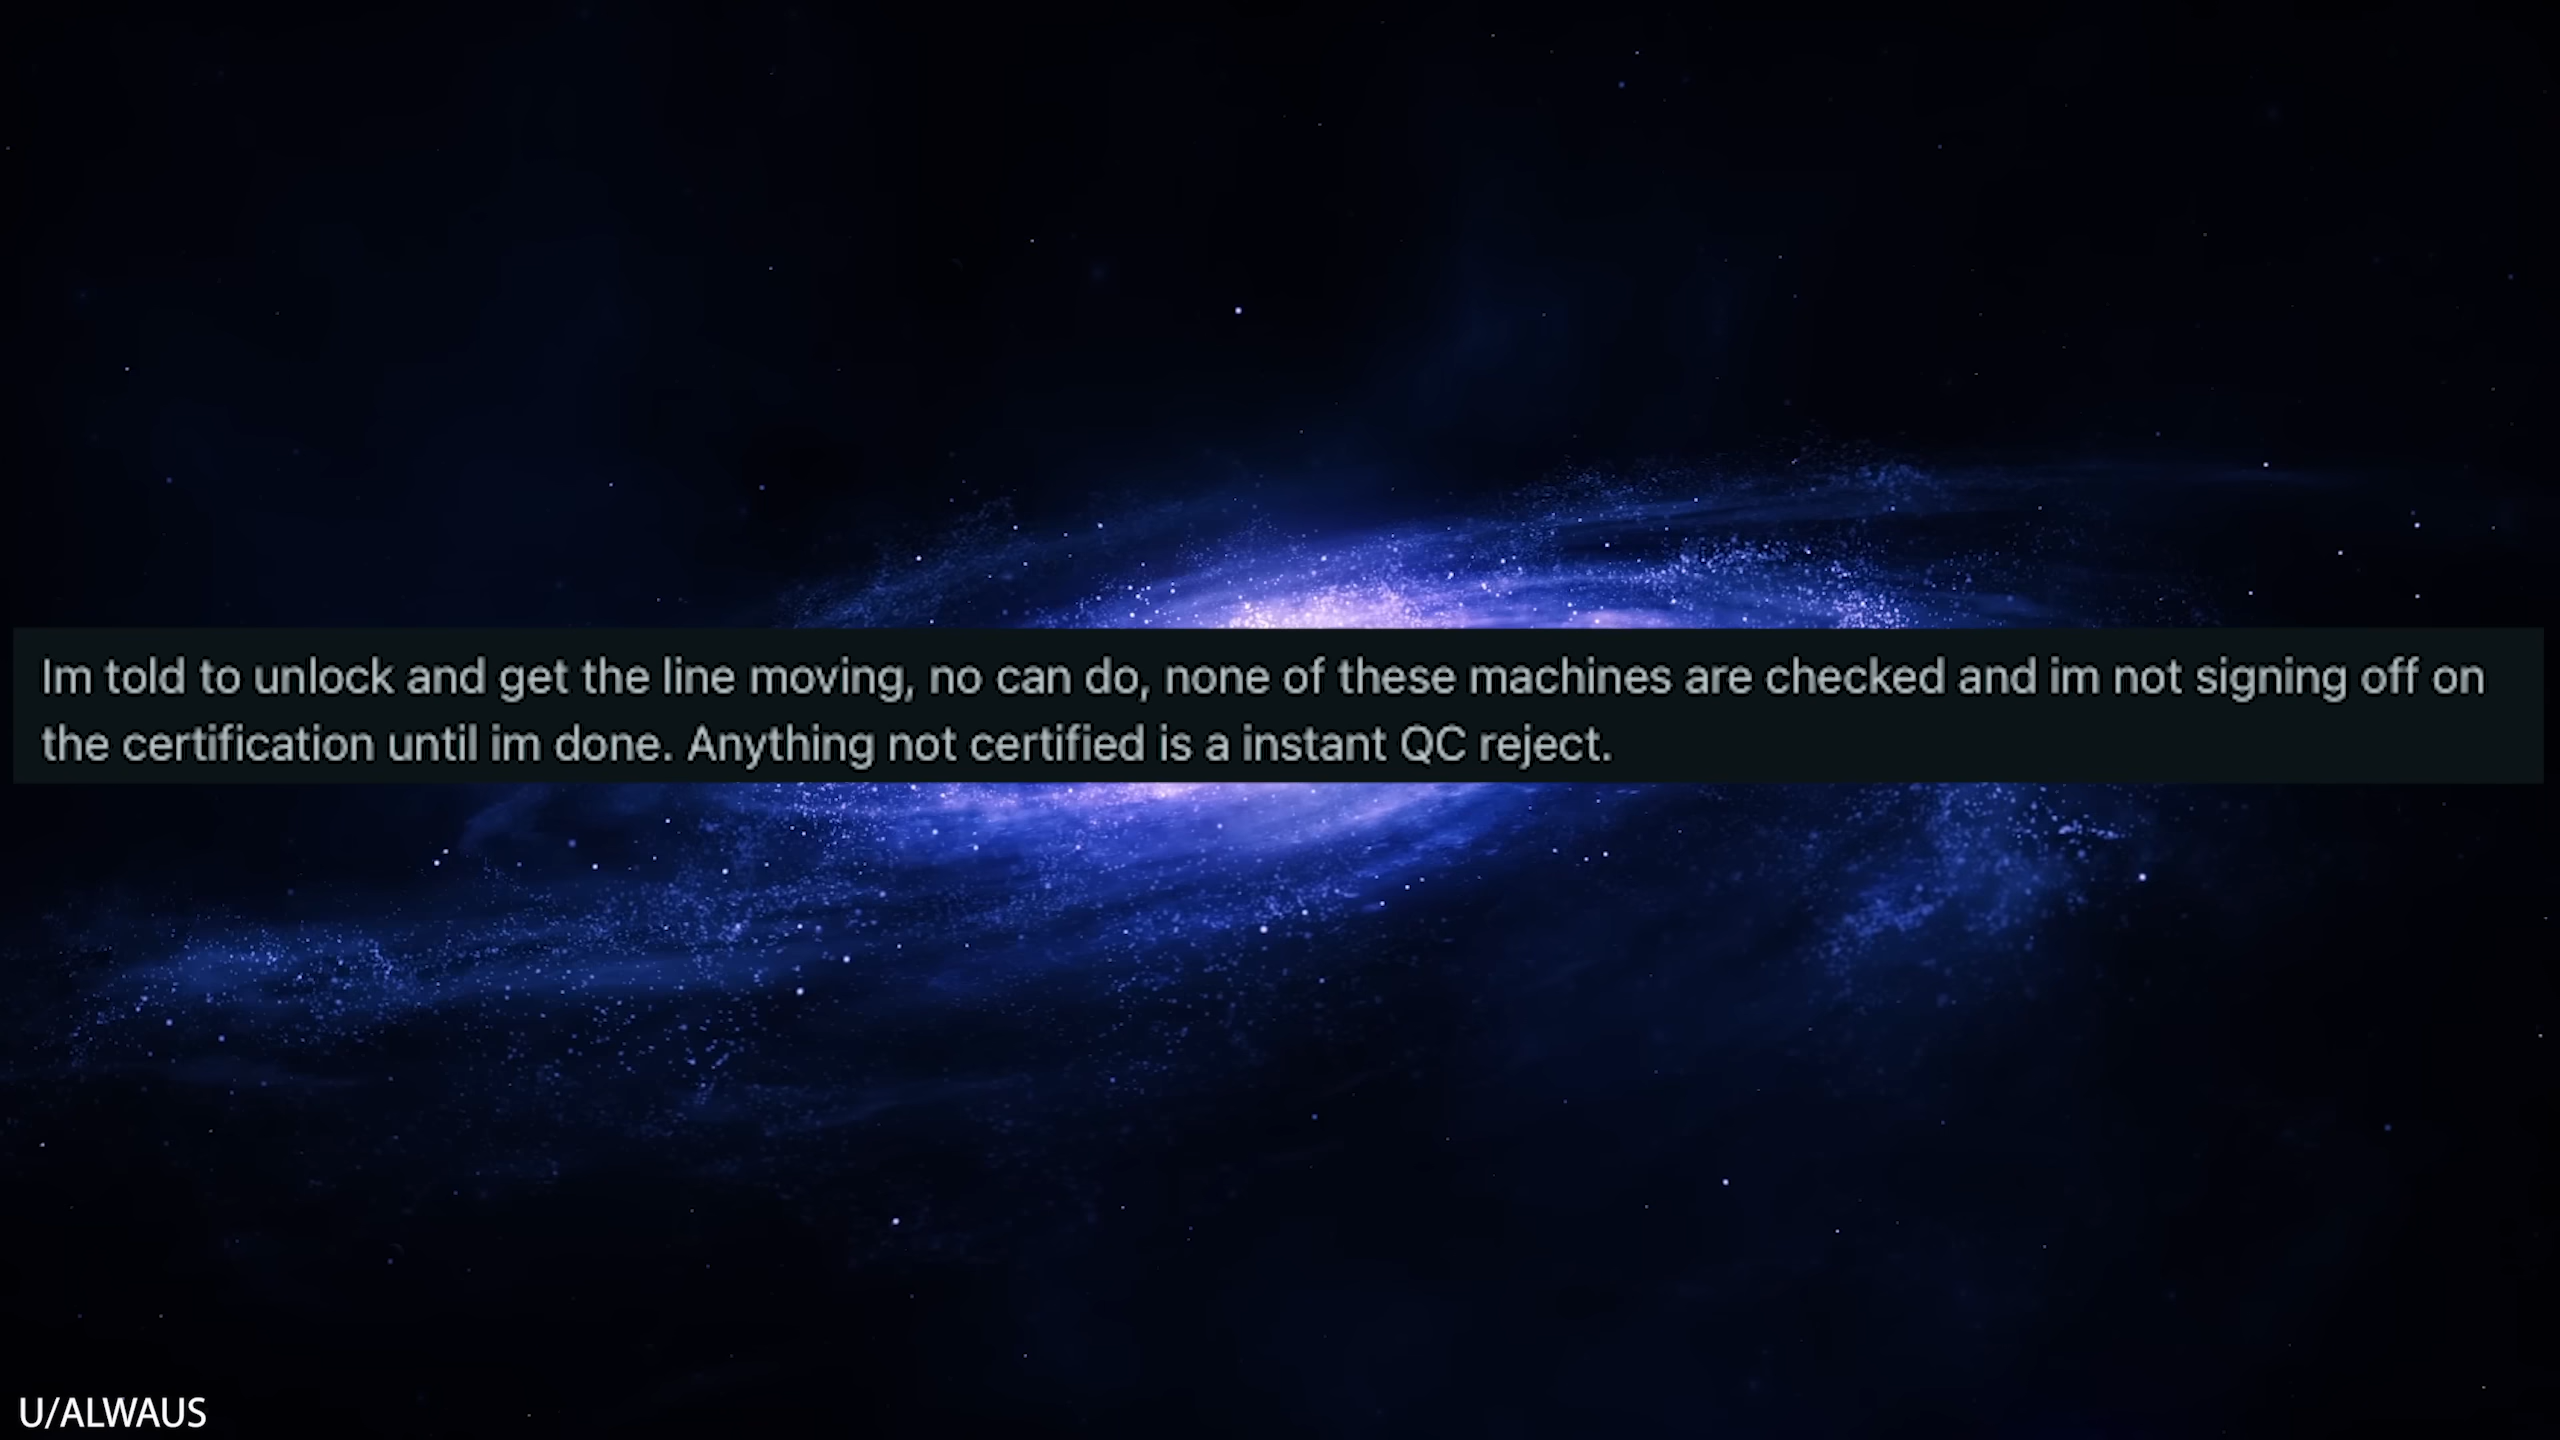 Im told to unlock and get the line moving, no can do, none of these machines are checked and im not signing off on
the certification until im done. Anything not certified is a instant QC reject.
U/ALWAUS